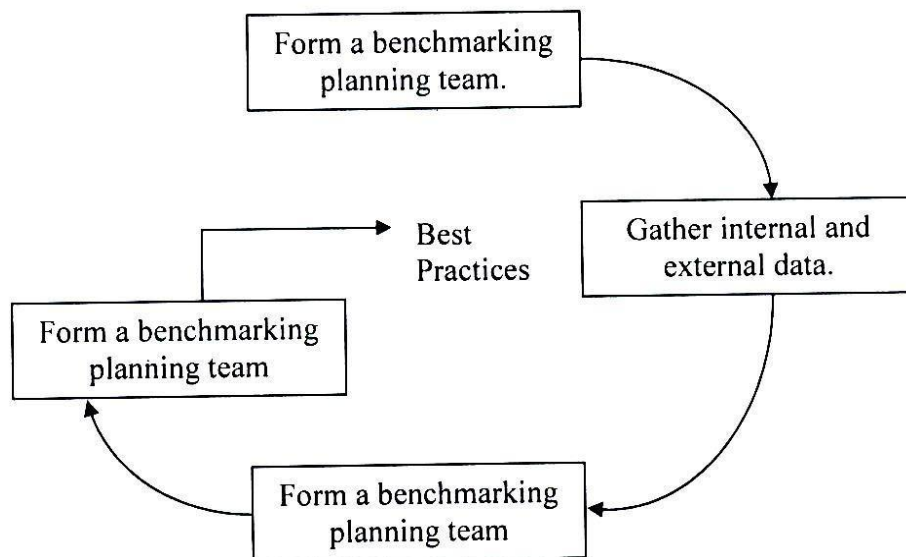 Form a benchmarking
planning team.
Gather internal and
external data.
Best
Practices
Form a benchmarking
planning team
Form a benchmarking
planning team